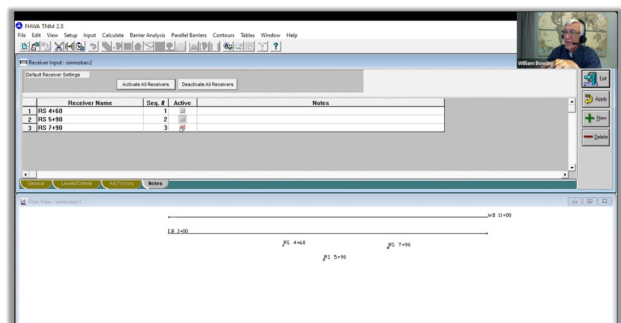 FHWA TNM 2.5
File Edit View Setup Input Calculate Barrier Analysis Parallel Barriers Contours Tables Window Help
Receiver Input : simmoban2
William Bowlby
Default Receiver Settings
Activate All Receivers Deactivate All Receivers
Exit
Apply
New
Delete
Receiver Name Seq. # Active Notes
1 RS 4+60 1
2 RS 5+90 2
3 RS 7+90 3
General Levels/Criteria Adj.Factors Notes
Plan View : simmoban1
WB 11+00
EB 1+00
RS 4+60
RS 7+90
RS 5+90